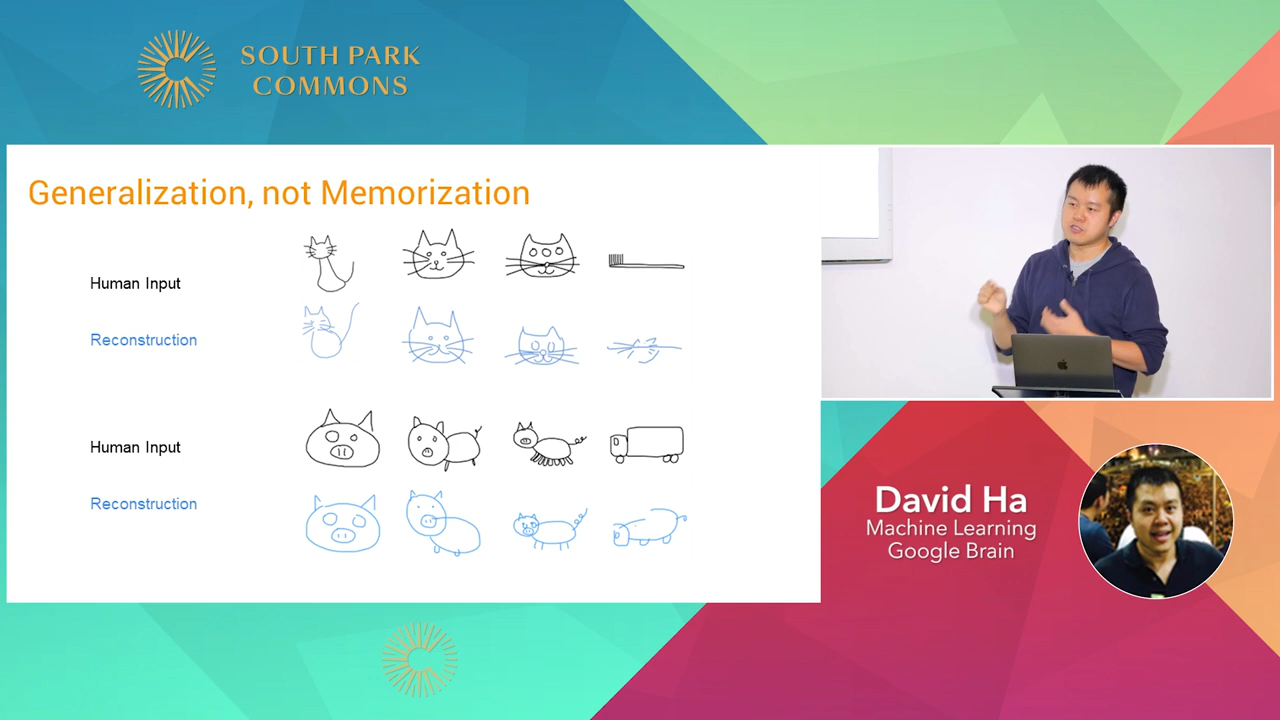 SOUTH PARK
COMMONS
Generalization, not Memorization
Human Input
Reconstruction
Human Input
Reconstruction
David Ha
Machine Learning
Google Brain